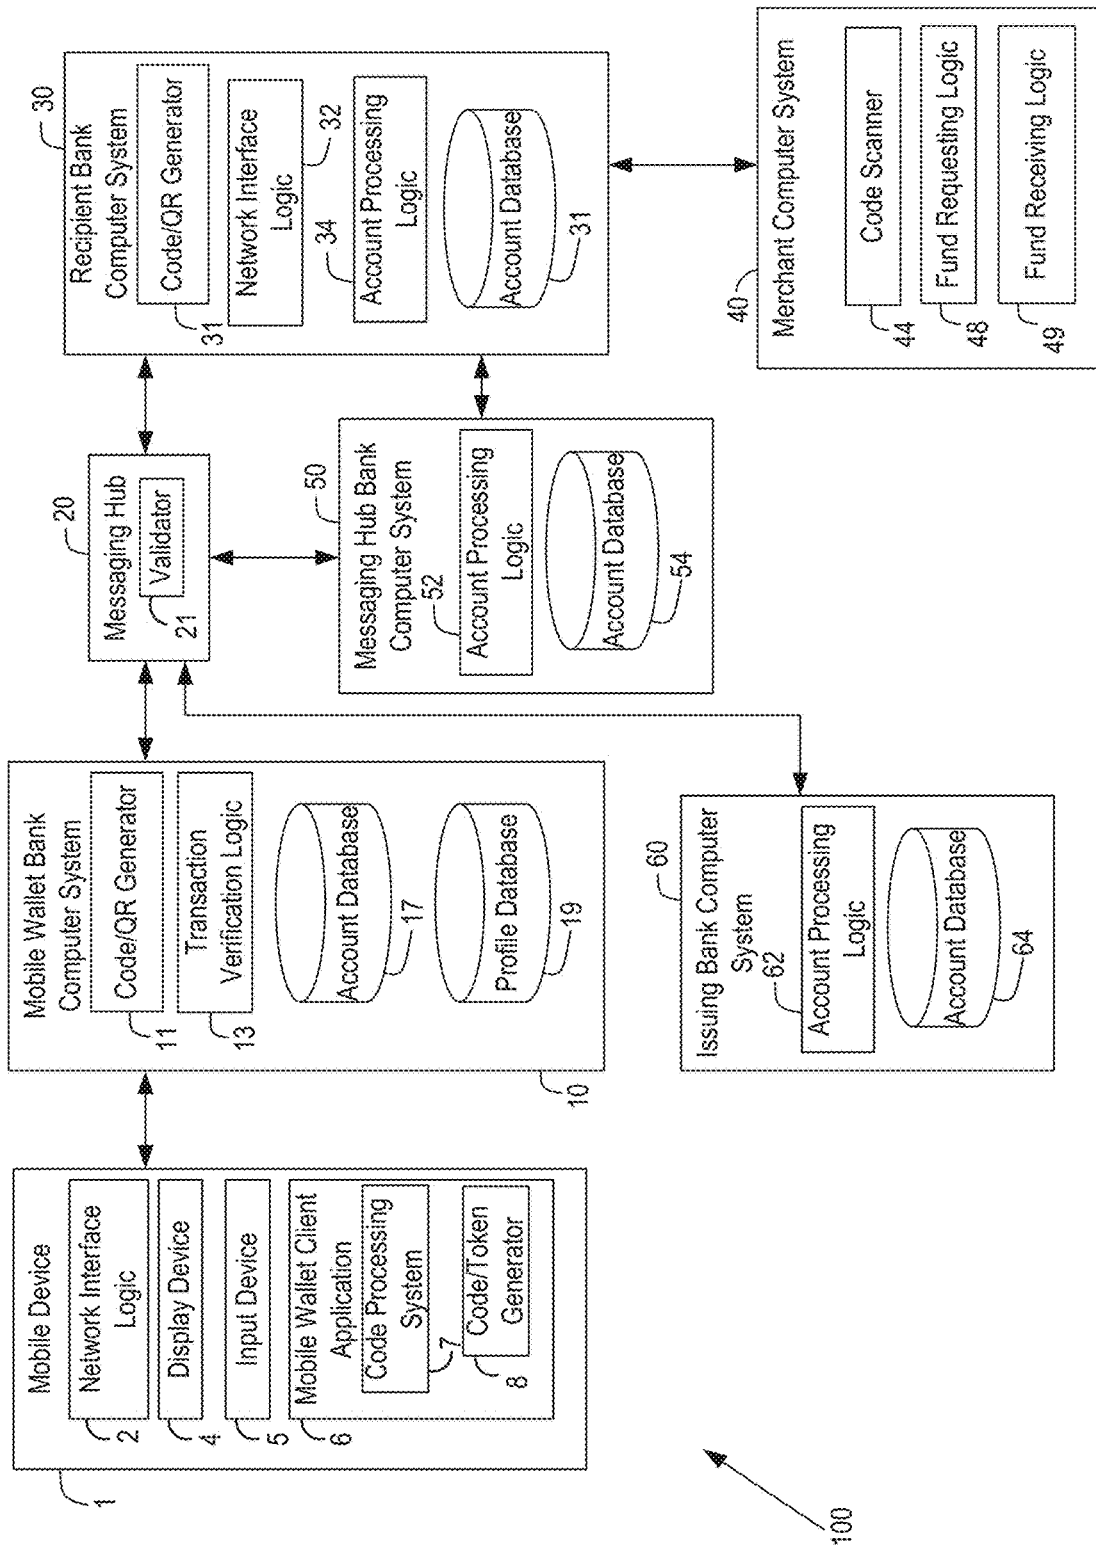 Mobile Device
1
Network Interface
Logic
2
Display Device
4
Input Device
5
Mobile Wallet Client
Application
6
Code Processing
System
7
Code/Token
Generator
8
Mobile Wallet Bank
Computer System
10
Code/QR Generator
11
Transaction
Verification Logic
13
Account Database
17
Profile Database
19
Messaging Hub
20
Validator
21
Messaging Hub Bank
Computer System
50
52
Account Processing
Logic
Account Database
54
Issuing Bank Computer
System
60
62
Account Processing
Logic
Account Database
64
Recipient Bank
Computer System
30
Code/QR Generator
31
Network Interface
Logic
32
34
Account Processing
Logic
Account Database
31
Merchant Computer System
40
Code Scanner
44
Fund Requesting Logic
48
Fund Receiving Logic
49
100